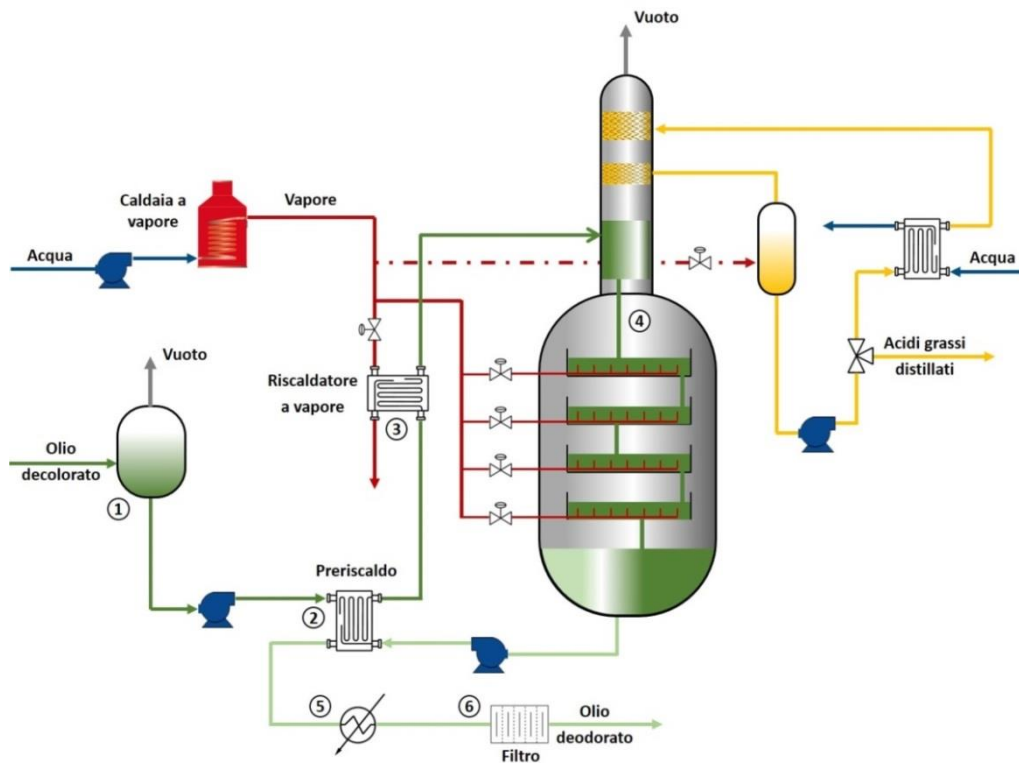 Vuoto
Caldaia a
vapore
Vapore
Acqua
Acqua
④
Vuoto
Riscaldatore
a vapore
③
Acidi grassi
distillati
Olio
decolorato
①
Preriscaldo
②
⑤
⑥
Olio
deodorato
Filtro